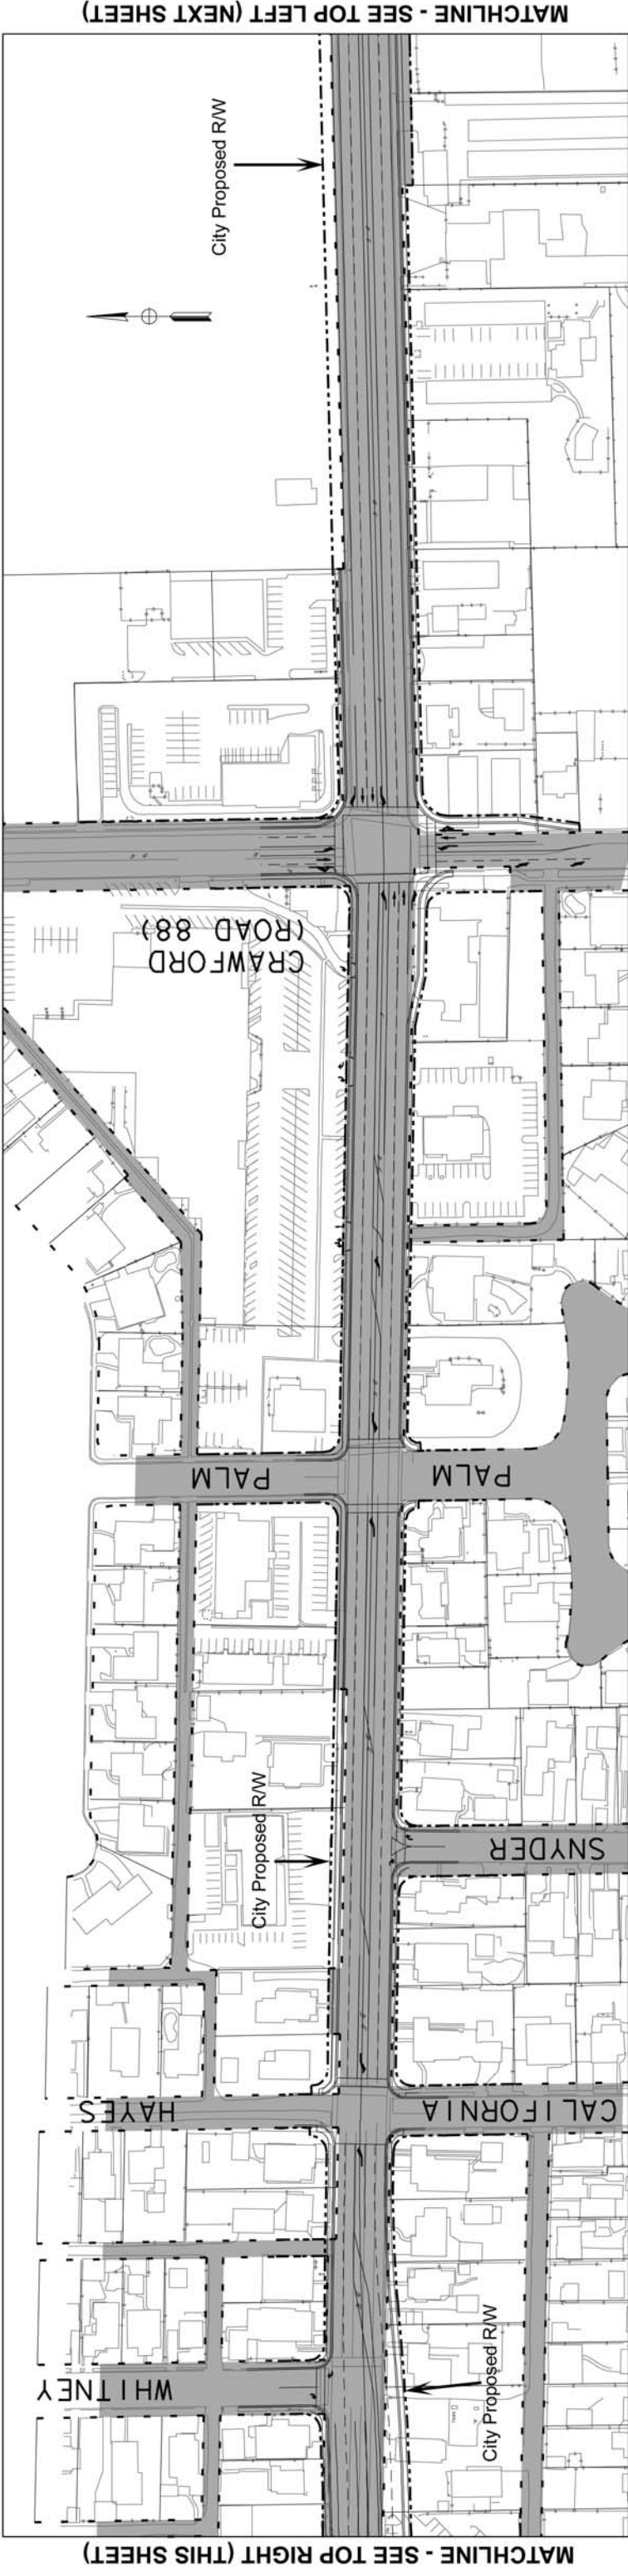 MATCHLINE - SEE TOP LEFT (NEXT SHEET)
City Proposed R/W
CRAWFORD
(ROAD 88)
PALM
PALM
City Proposed R/W
SNYDER
HAYES
CALIFORNIA
WHITNEY
City Proposed R/W
MATCHLINE - SEE TOP RIGHT (THIS SHEET)